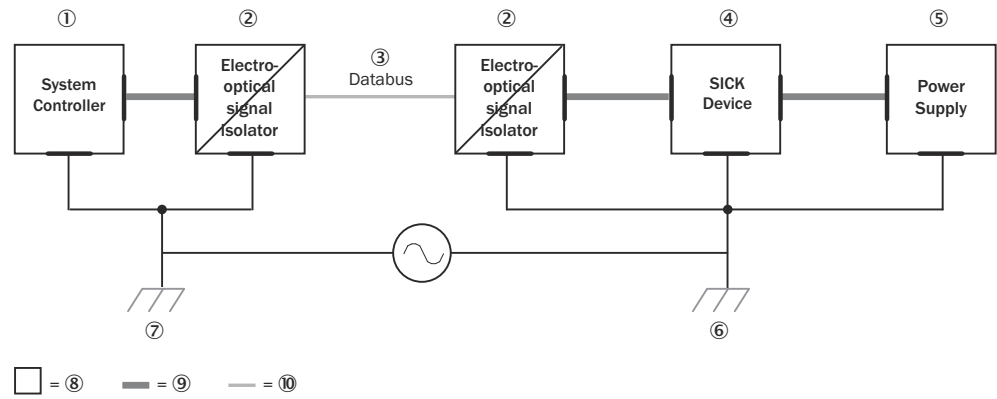 ① ② ② ④ ⑤
System
Controller
Electro-
optical
signal
Isolator
③
Databus
Electro-
optical
signal
Isolator
SICK
Device
Power
Supply
⑦ ⑥
= ⑧ = ⑨ = ⑩